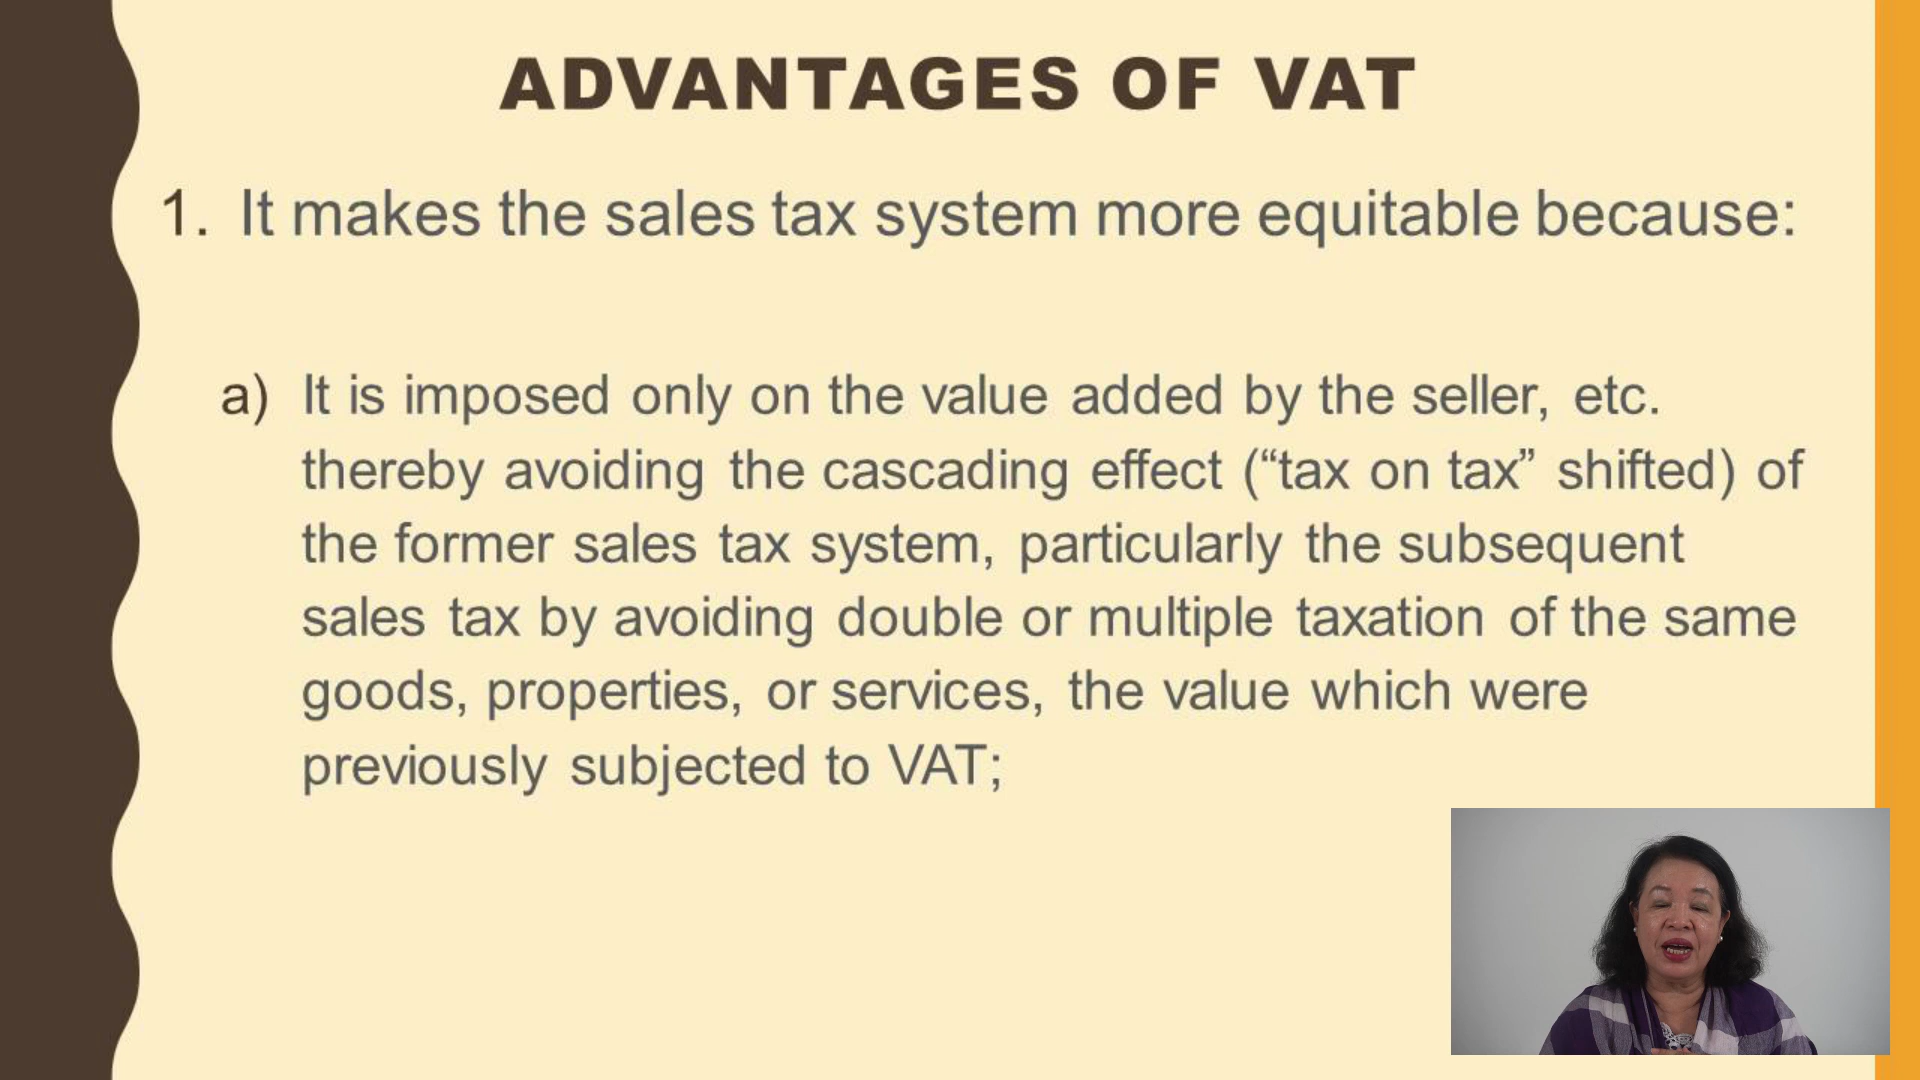 ADVANTAGES OF VAT
1. It makes the sales tax system more equitable because:
a) It is imposed only on the value added by the seller, etc.
thereby avoiding the cascading effect (“tax on tax” shifted) of
the former sales tax system, particularly the subsequent
sales tax by avoiding double or multiple taxation of the same
goods, properties, or services, the value which were
previously subjected to VAT;